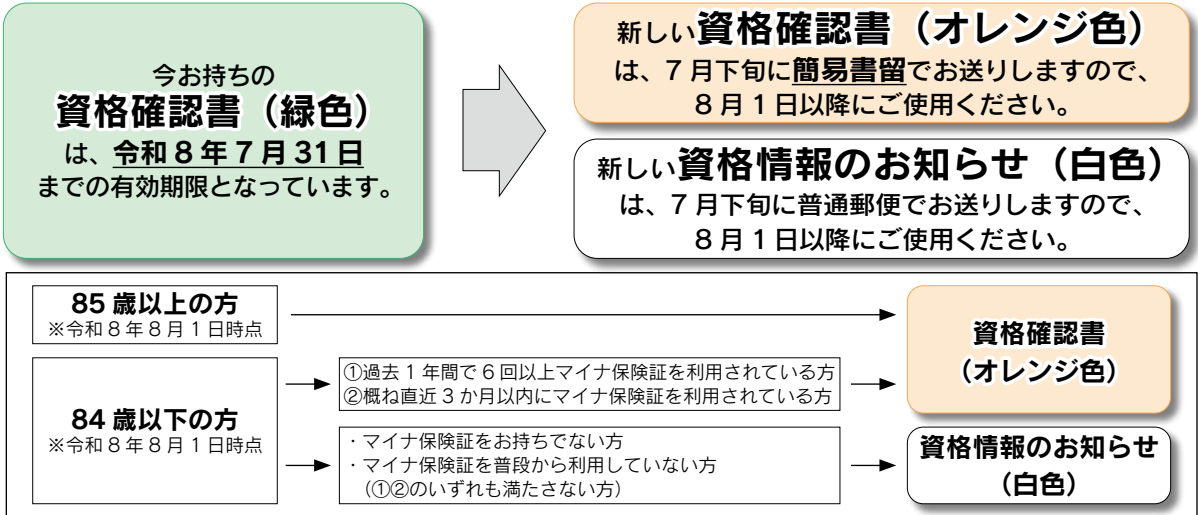 今お持ちの
資格確認書（緑色）
は、令和８年７月31日
までの有効期限となっています。
新しい資格確認書（オレンジ色）
は、７月下旬に簡易書留でお送りしますので、
８月１日以降にご使用ください。
新しい資格情報のお知らせ（白色）
は、７月下旬に普通郵便でお送りしますので、
８月１日以降にご使用ください。
85歳以上の方
※令和８年８月１日時点
84歳以下の方
※令和８年８月１日時点
①過去１年間で６回以上マイナ保険証を利用されている方
②概ね直近３か月以内にマイナ保険証を利用されている方
・マイナ保険証をお持ちでない方
・マイナ保険証を普段から利用していない方
（①②のいずれも満たさない方）
資格確認書
（オレンジ色）
資格情報のお知らせ
（白色）